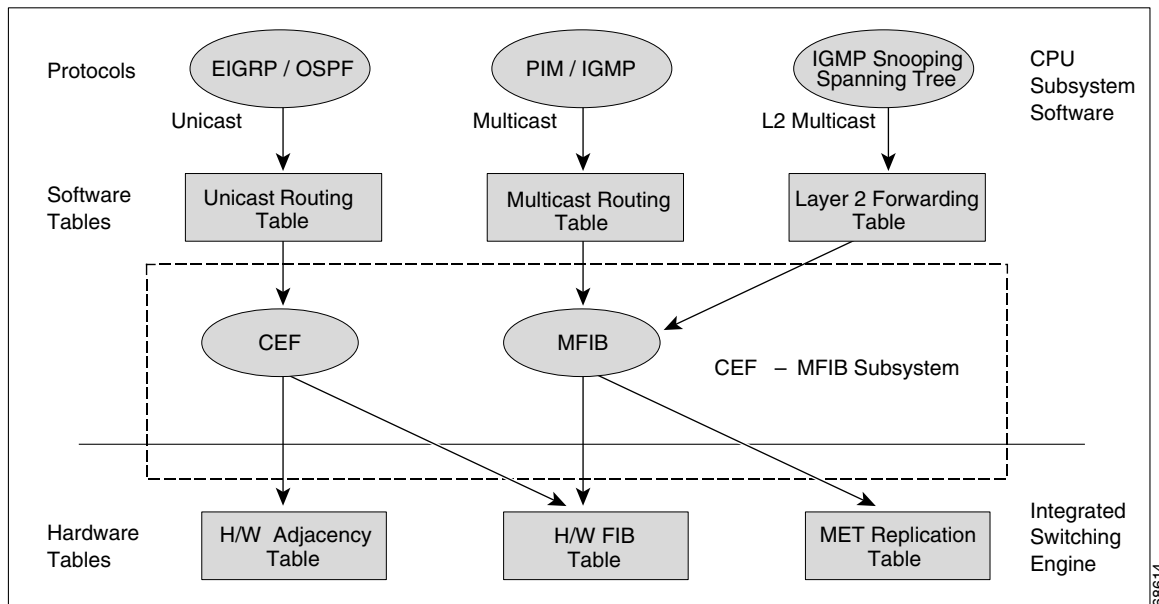 Protocols
EIGRP / OSPF
PIM / IGMP
IGMP Snooping
Spanning Tree
CPU
Subsystem
Software
Unicast
Multicast
L2 Multicast
Software
Tables
Unicast Routing
Table
Multicast Routing
Table
Layer 2 Forwarding
Table
CEF
MFIB
CEF – MFIB Subsystem
Hardware
Tables
H/W Adjacency
Table
H/W FIB
Table
MET Replication
Table
Integrated
Switching
Engine
68614